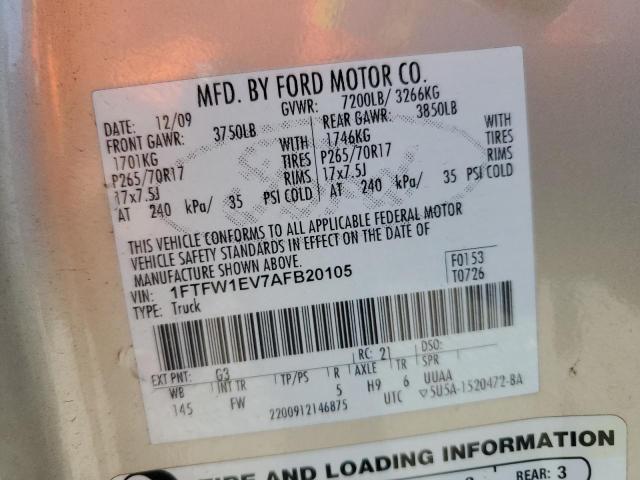 MFD. BY FORD MOTOR CO.
DATE: 12/09 GVWR: 7200LB/ 3266KG
FRONT GAWR: 3750LB REAR GAWR: 3850LB
1701KG WITH 1746KG WITH
P265/70R17 TIRES P265/70R17 TIRES
17x7.5J RIMS 17x7.5J RIMS
AT 240 kPa/ 35 PSI COLD AT 240 kPa/ 35 PSI COLD
THIS VEHICLE CONFORMS TO ALL APPLICABLE FEDERAL MOTOR
VEHICLE SAFETY STANDARDS IN EFFECT ON THE DATE OF
MANUFACTURE SHOWN ABOVE.
VIN: 1FTFW1EV7AFB20105 F0153
TYPE: Truck T0726
EXT PNT: G3 RC: 21 DSO:
WB INT TR TP/PS R AXLE TR SPR
145 FW 5 H9 6 UUAA
2200912146875 UTC 5U5A-1520472-BA
TIRE AND LOADING INFORMATION
REAR: 3